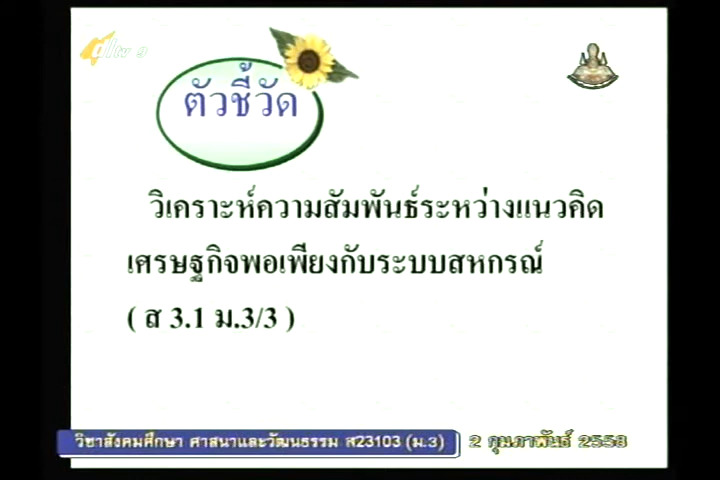 ตัวชี้วัด
วิเคราะห์ความสัมพันธ์ระหว่างแนวคิด
เศรษฐกิจพอเพียงกับระบบสหกรณ์
( ส 3.1 ม.3/3 )
วิชาสังคมศึกษา ศาสนาและวัฒนธรรม ส23103 (ม.3)
2 กุมภาพันธ์ 2558